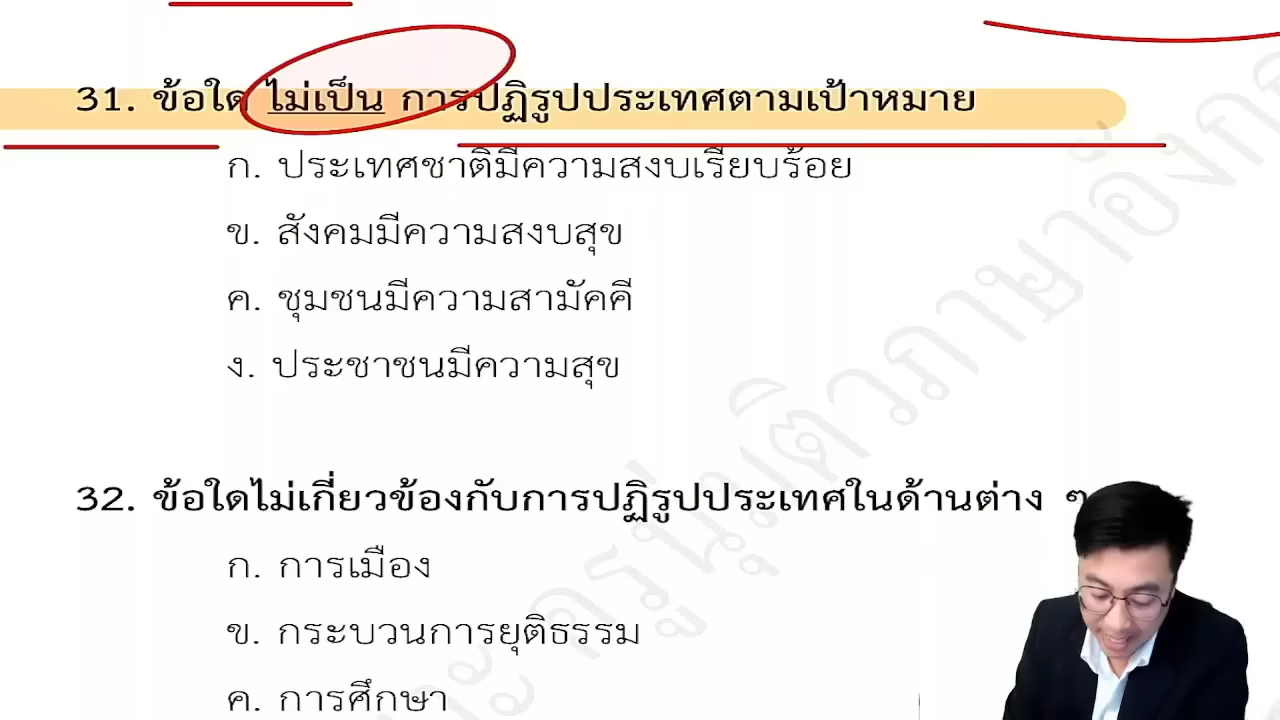 31. ข้อใด ไม่เป็น การปฏิรูปประเทศตามเป้าหมาย
ก. ประเทศชาติมีความสงบเรียบร้อย
ข. สังคมมีความสงบสุข
ค. ชุมชนมีความสามัคคี
ง. ประชาชนมีความสุข
32. ข้อใดไม่เกี่ยวข้องกับการปฏิรูปประเทศในด้านต่าง ๆ
ก. การเมือง
ข. กระบวนการยุติธรรม
ค. การศึกษา